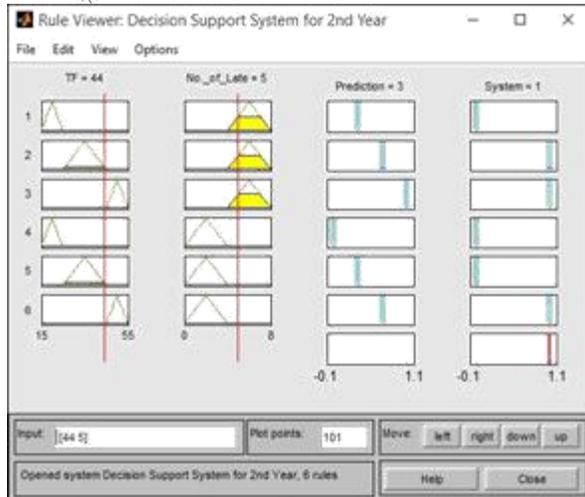 Rule Viewer: Decision Support System for 2nd Year
File Edit View Options
TF = 44 No._of_Late = 5 Prediction = 3 System = 1
1
2
3
4
5
6
15 55 0 8
-0.1 1.1 -0.1 1.1
Input: [44 5] Plot points: 101 Move: left right down up
Opened system Decision Support System for 2nd Year, 6 rules Help Close